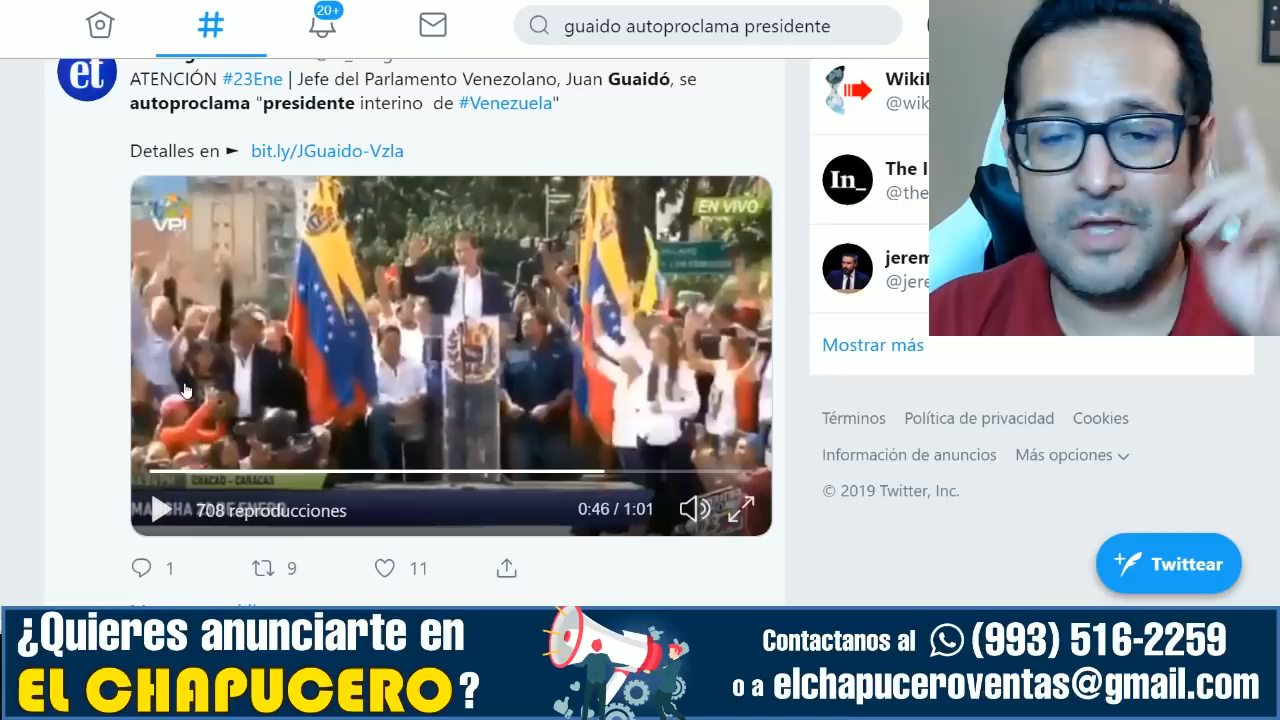 20+
guaido autoproclama presidente
et
ATENCIÓN #23Ene | Jefe del Parlamento Venezolano, Juan Guaidó, se
autoproclama "presidente interino de #Venezuela"
Detalles en ► bit.ly/JGuaido-Vzla
VPI
EN VIVO
CHACAO - CARACAS
708 reproducciones
0:46 / 1:01
1
9
11
@wik
In_
The I
@the
jerem
@jere
Mostrar más
Términos Política de privacidad Cookies
Información de anuncios Más opciones
© 2019 Twitter, Inc.
Twittear
¿Quieres anunciarte en
EL CHAPUCERO?
Contactanos al (993) 516-2259
o a elchapuceroventas@gmail.com